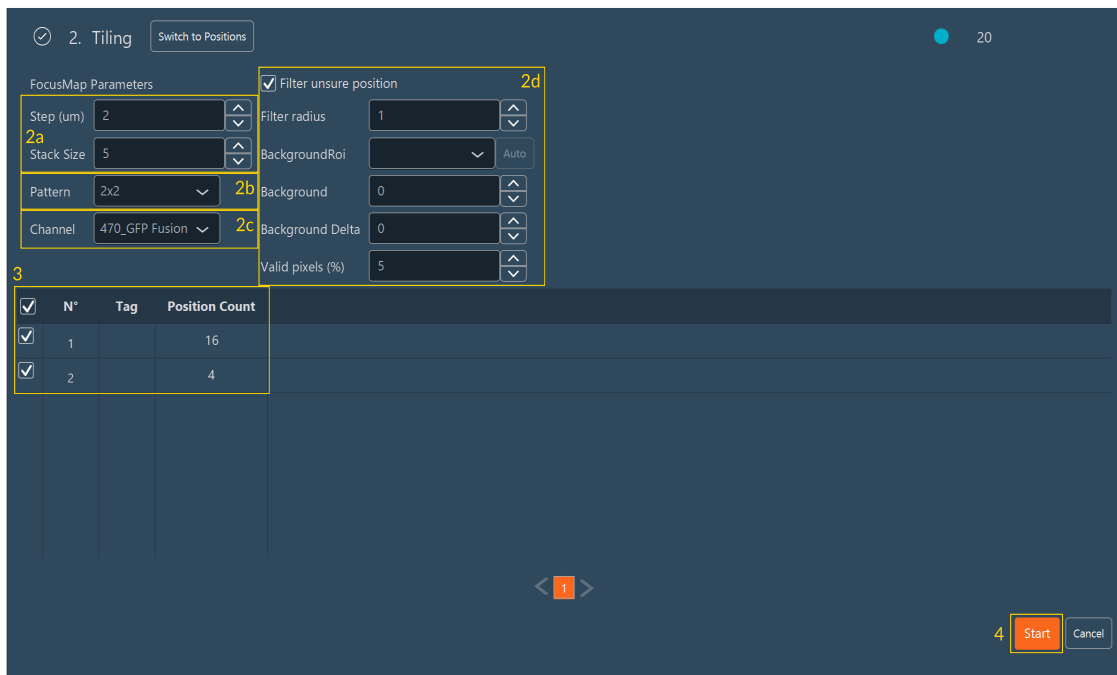 2. Tiling Switch to Positions 20
FocusMap Parameters Filter unsure position 2d
Step (um) 2 Filter radius 1
2a
Stack Size 5 BackgroundRoi Auto
Pattern 2x2 2b Background 0
Channel 470_GFP Fusion 2c Background Delta 0
Valid pixels (%) 5
3
N° Tag Position Count
1 16
2 4
1
4 Start Cancel